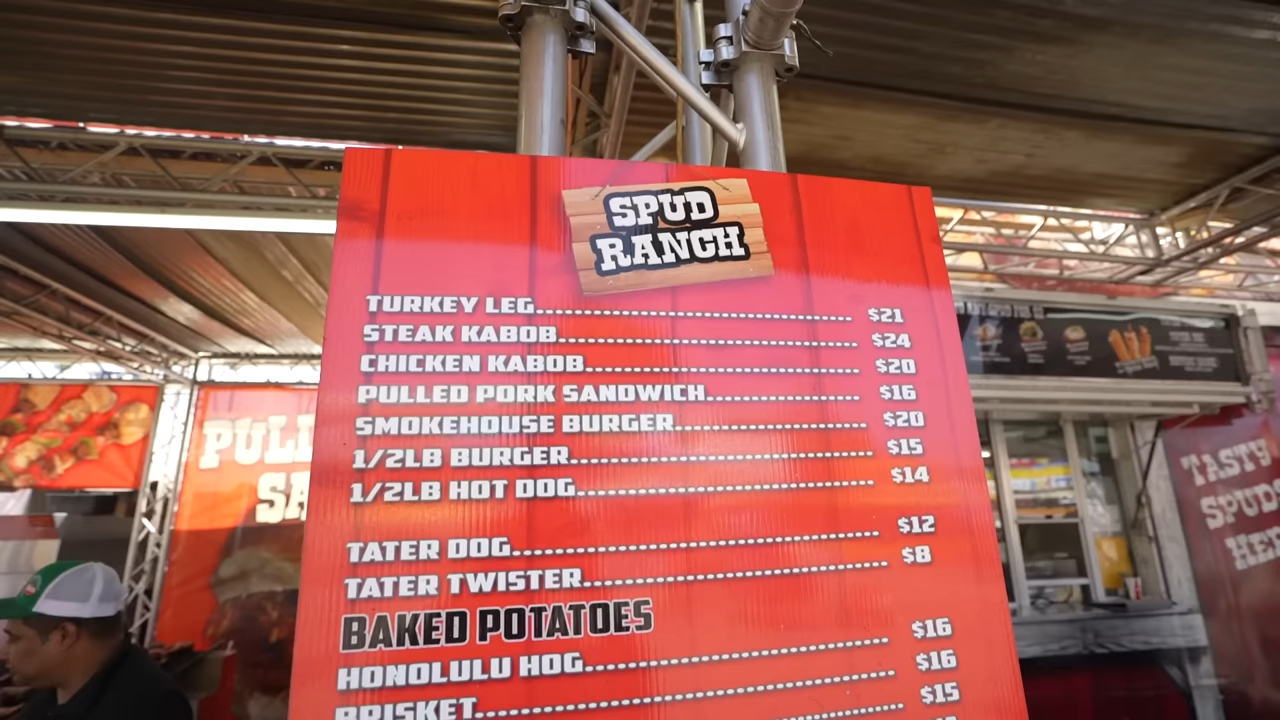 SPUD
RANCH
TURKEY LEG.......... $21
STEAK KABOB.......... $24
CHICKEN KABOB.......... $20
PULLED PORK SANDWICH.......... $16
SMOKEHOUSE BURGER.......... $20
1/2LB BURGER.......... $15
1/2LB HOT DOG.......... $14
TATER DOG.......... $12
TATER TWISTER.......... $8
BAKED POTATOES
HONOLULU HOG.......... $16
BRISKET.......... $16
$15
PULL
SA
TASTY
SPUDS
HE